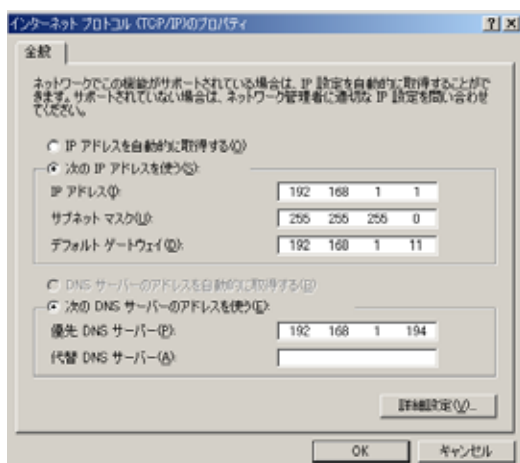 インターネット プロトコル (TCP/IP)のプロパティ
全般
ネットワークでこの機能がサポートされている場合は、IP 設定を自動的に取得することがで
きます。サポートされていない場合は、ネットワーク管理者に適切な IP 設定を問い合わせ
てください。
IP アドレスを自動的に取得する(O)
次の IP アドレスを使う(S):
IP アドレス(I):
192 168 1 1
サブネット マスク(U):
255 255 255 0
デフォルト ゲートウェイ(D):
192 168 1 11
DNS サーバーのアドレスを自動的に取得する(B)
次の DNS サーバーのアドレスを使う(E):
優先 DNS サーバー(P):
192 168 1 194
代替 DNS サーバー(A):
詳細設定(V)...
OK
キャンセル